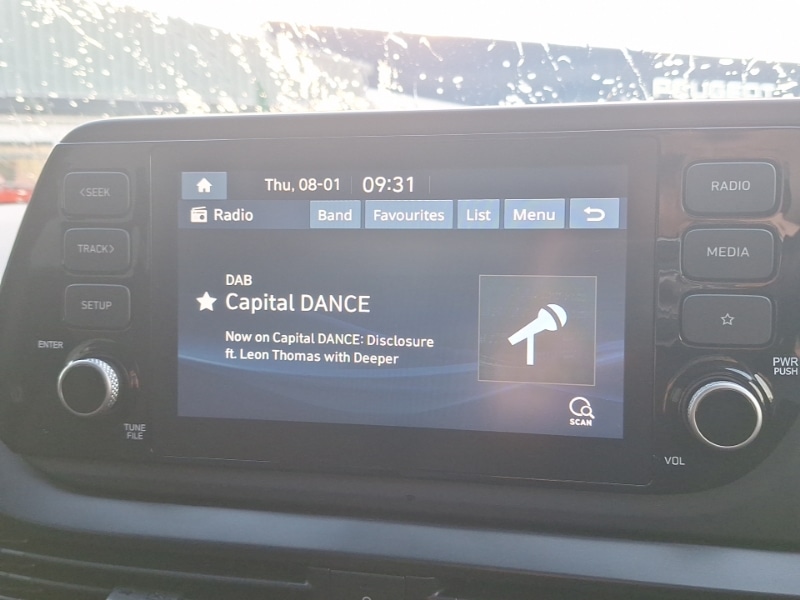 PEUGEOT
Thu, 08-01 09:31
Radio Band Favourites List Menu
DAB
Capital DANCE
Now on Capital DANCE: Disclosure
ft. Leon Thomas with Deeper
SCAN
<SEEK
TRACK>
SETUP
ENTER
TUNE
FILE
RADIO
MEDIA
PWR
PUSH
VOL